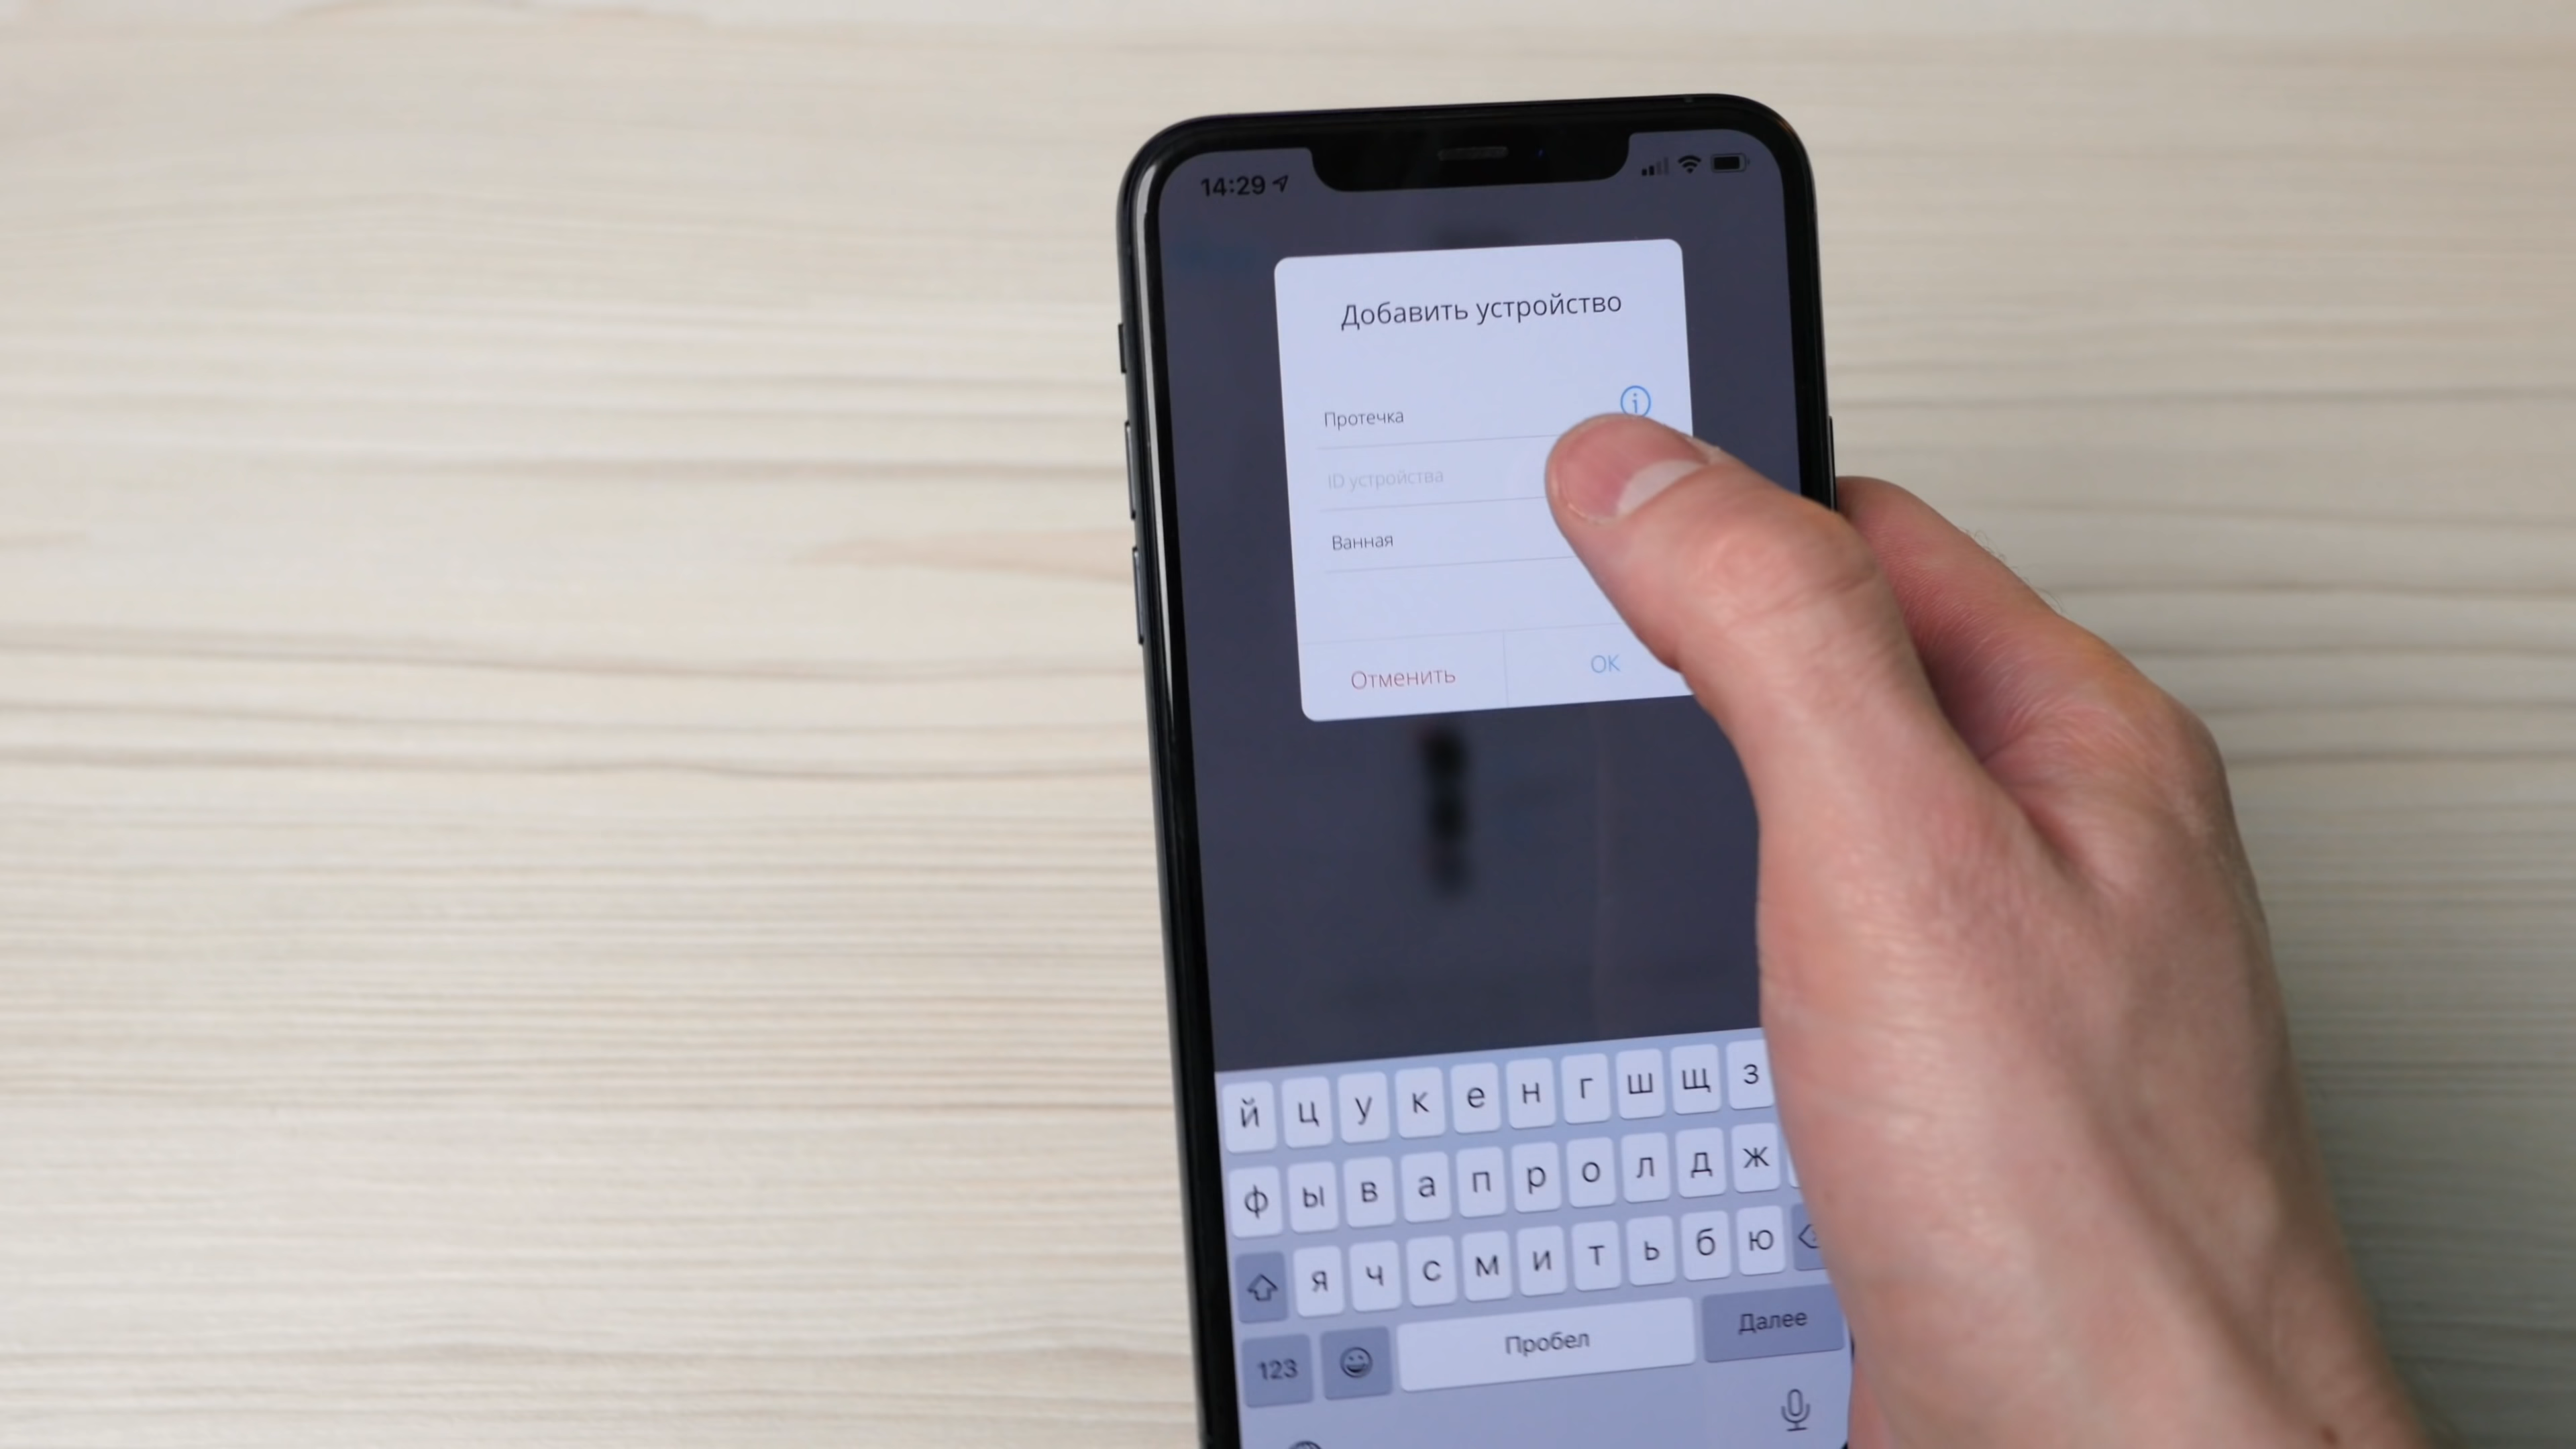 14:29
Добавить устройство
Протечка
ID устройства
Ванная
Отменить OK
й ц у к е н г ш щ з
ф ы в а п р о л д ж
я ч с м и т ь б ю
123 Пробел Далее